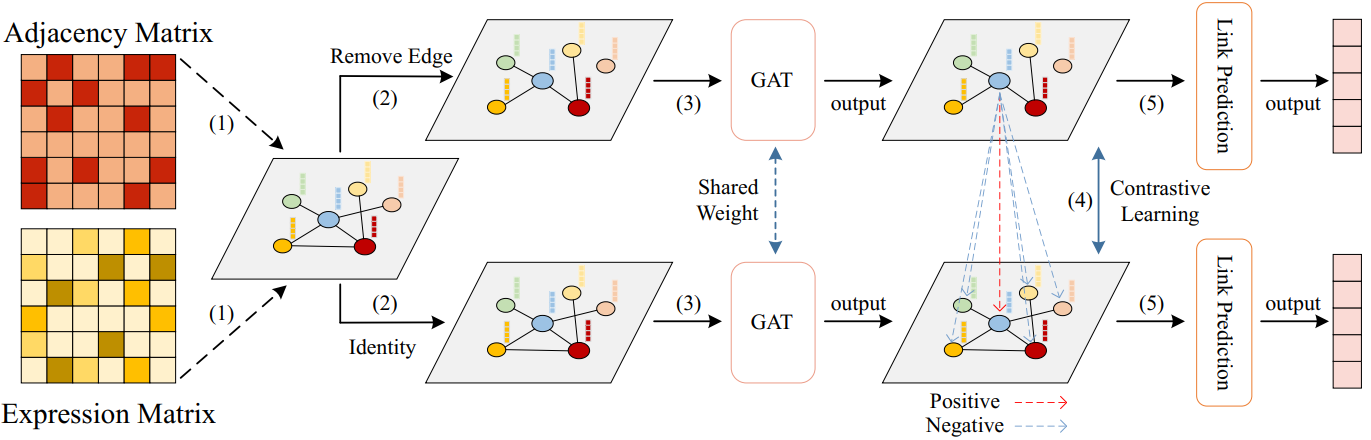 Adjacency Matrix
(1)
Expression Matrix
(1)
Remove Edge
(2)
(2)
Identity
(3)
(3)
GAT
Shared
Weight
GAT
output
output
(4)
Contrastive
Learning
Positive
Negative
(5)
(5)
Link Prediction
Link Prediction
output
output